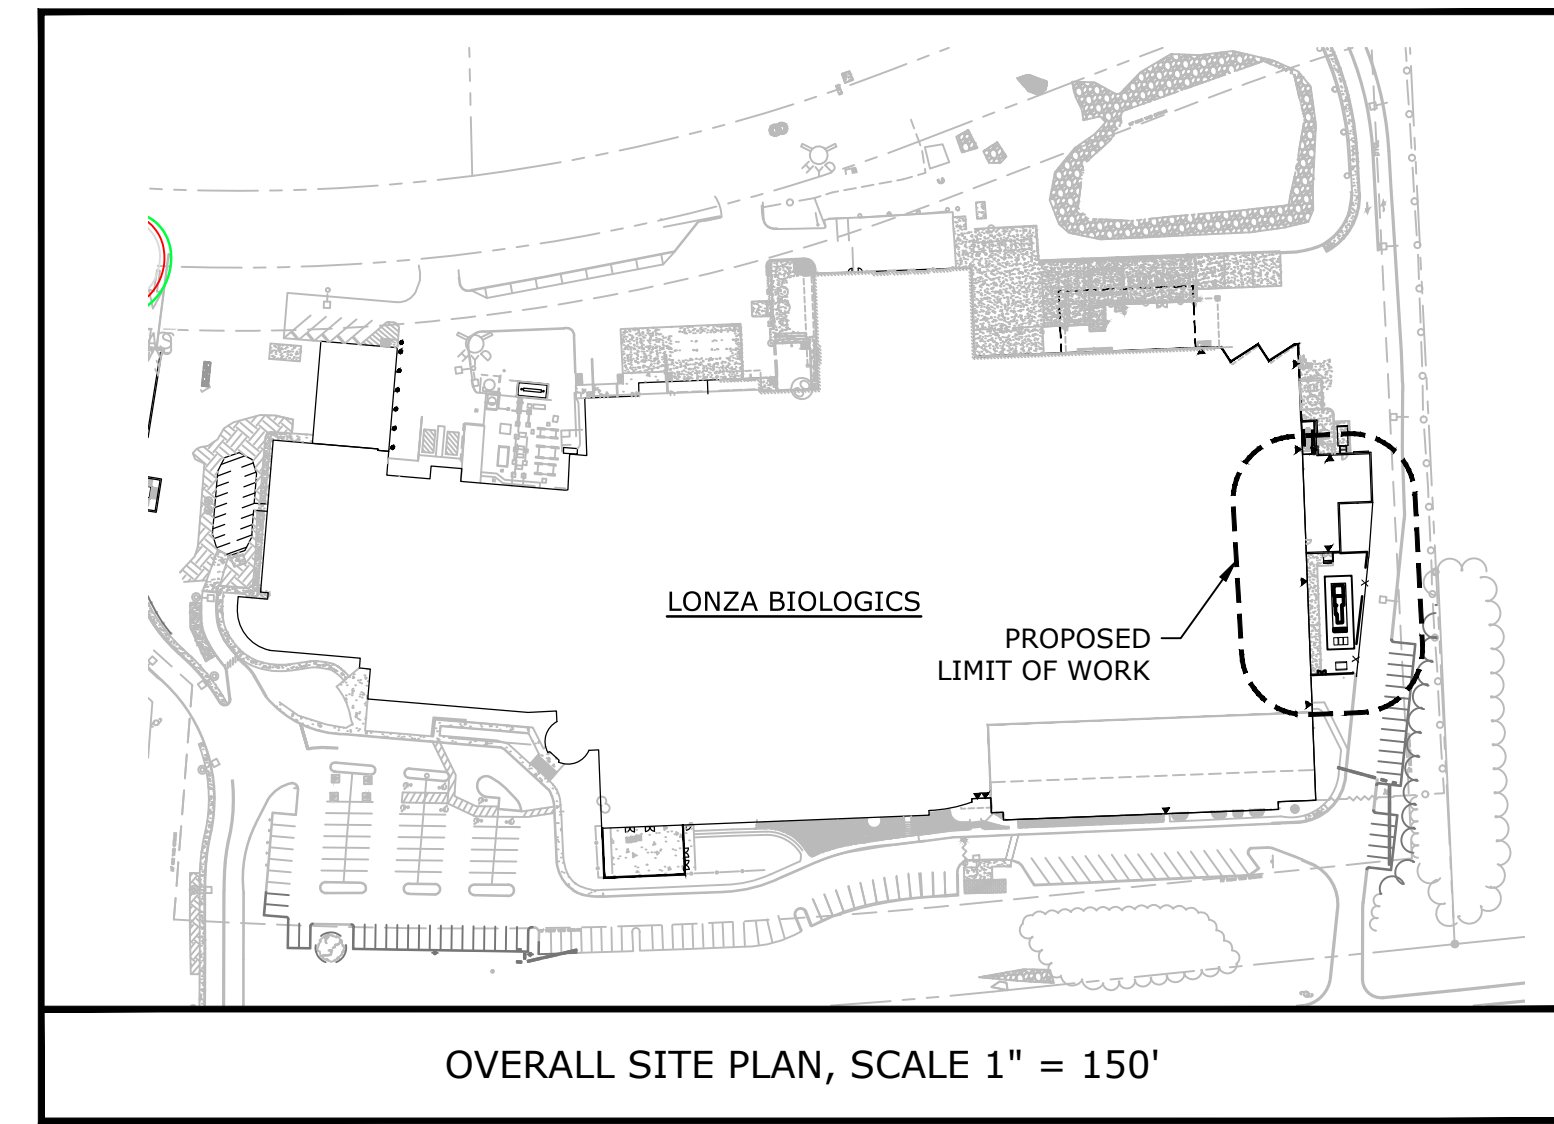 LONZA BIOLOGICS
PROPOSED
LIMIT OF WORK
OVERALL SITE PLAN, SCALE 1" = 150'